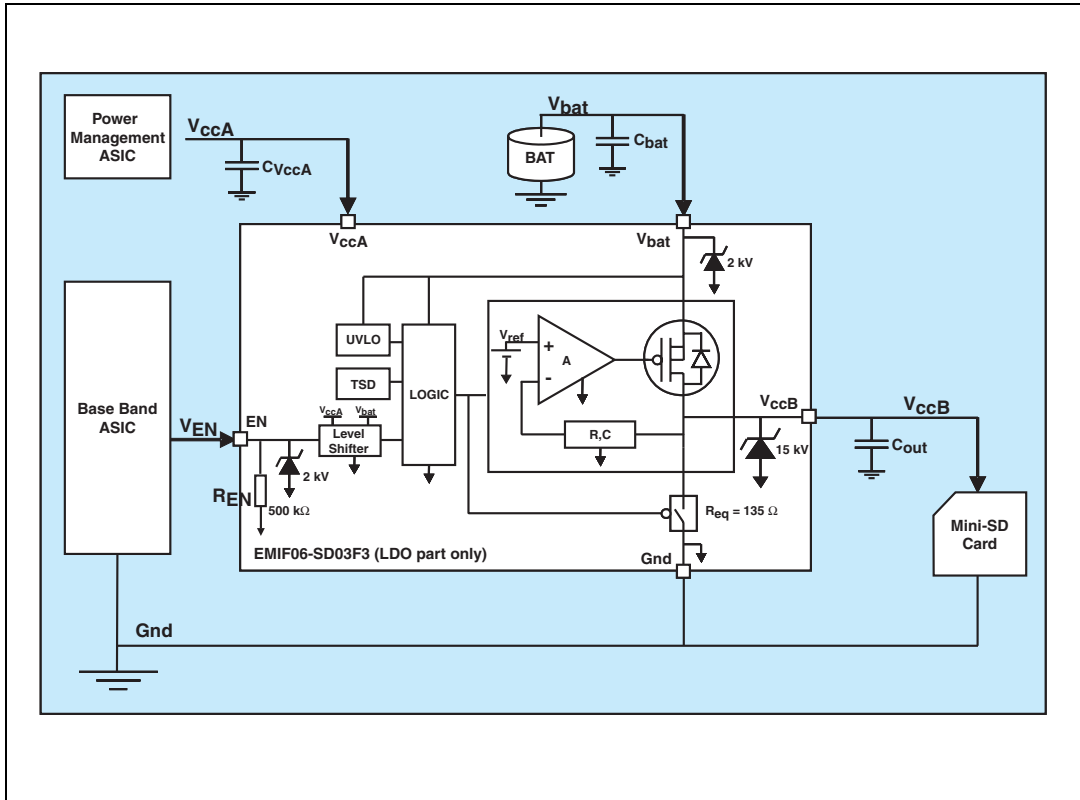 Power
Management
ASIC
VccA
CVccA
Vbat
BAT
Cbat
VccA
Vbat
2 kV
UVLO
TSD
LOGIC
Vref
+
-
A
R,C
VccB
15 kV
VccB
Cout
Base Band
ASIC
VEN
EN
VccA
Vbat
Level
Shifter
2 kV
REN
500 kΩ
Req = 135 Ω
EMIF06-SD03F3 (LDO part only)
Gnd
Mini-SD
Card
Gnd